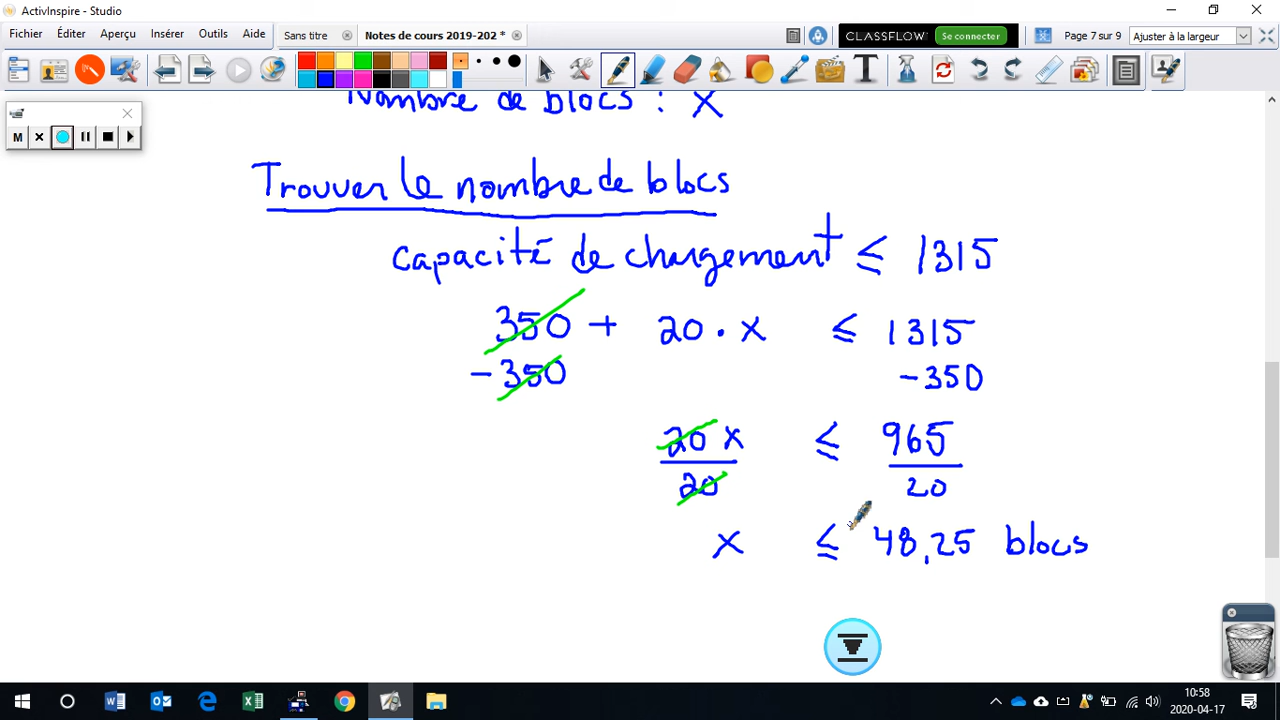 ActivInspire - Studio
Fichier Éditer Aperçu Insérer Outils Aide
Sans titre
Notes de cours 2019-202 *
CLASSFLOW Se connecter
Page 7 sur 9
Ajuster à la largeur
M
Nombre de blocs : X
Trouver le nombre de blocs
capacité de chargement ≤ 1315
350 + 20 · x ≤ 1315
-350 -350
20x ≤ 965
20 20
x ≤ 48,25 blocs
10:58
2020-04-17